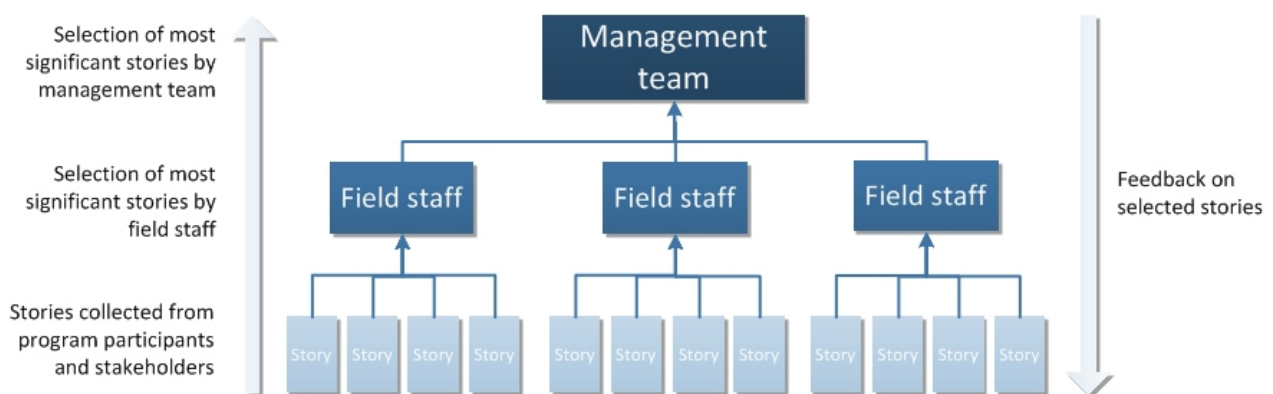 Selection of most
significant stories by
management team
Management
team
Selection of most
significant stories by
field staff
Field staff
Field staff
Field staff
Feedback on
selected stories
Stories collected from
program participants
and stakeholders
Story
Story
Story
Story
Story
Story
Story
Story
Story
Story
Story
Story